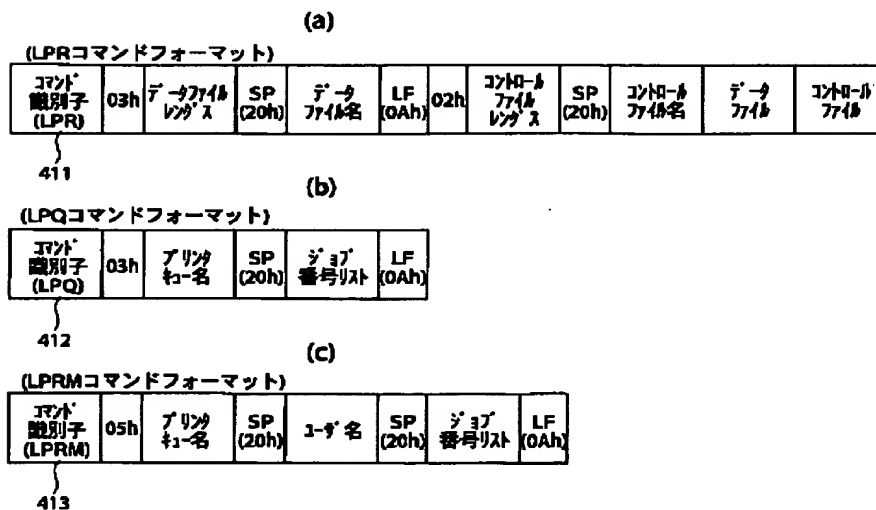 (a)
(LPRコマンドフォーマット)
コマンド
識別子
(LPR)
03h
データファイル
レングス
SP
(20h)
データ
ファイル名
LF
(0Ah)
02h
コントロール
ファイル
レングス
SP
(20h)
コントロール
ファイル名
データ
ファイル
コントロール
ファイル
411
(b)
(LPQコマンドフォーマット)
コマンド
識別子
(LPQ)
03h
プリンタ
キュー名
SP
(20h)
ジョブ
番号リスト
LF
(0Ah)
412
(c)
(LPRMコマンドフォーマット)
コマンド
識別子
(LPRM)
05h
プリンタ
キュー名
SP
(20h)
ユーザ名
SP
(20h)
ジョブ
番号リスト
LF
(0Ah)
413